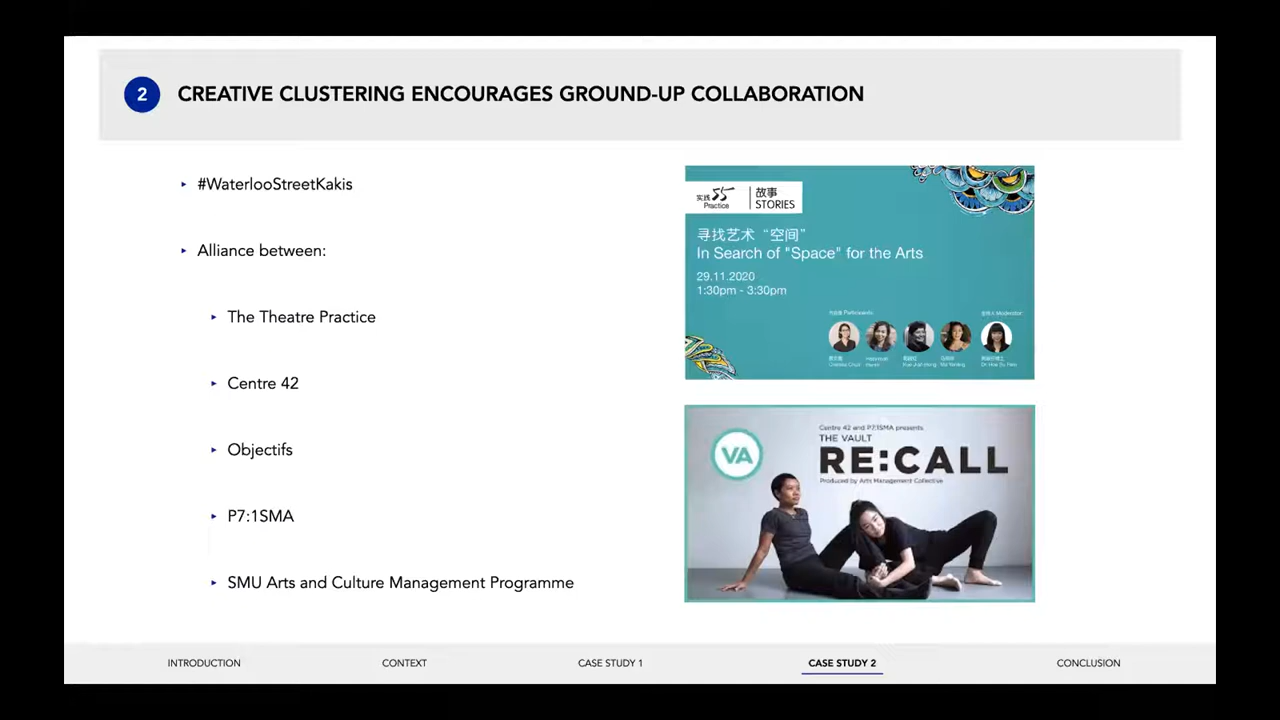 2
CREATIVE CLUSTERING ENCOURAGES GROUND-UP COLLABORATION
#WaterlooStreetKakis
Alliance between:
The Theatre Practice
Centre 42
Objectifs
P7:1SMA
SMU Arts and Culture Management Programme
实践 55
Practice
故事
STORIES
寻找艺术“空间”
In Search of "Space" for the Arts
29.11.2020
1:30pm - 3:30pm
Participants
Moderator
Centre 42 and P7:1SMA presents
THE VAULT
VA
RE:CALL
Produced by Arts Management Collective
INTRODUCTION
CONTEXT
CASE STUDY 1
CASE STUDY 2
CONCLUSION